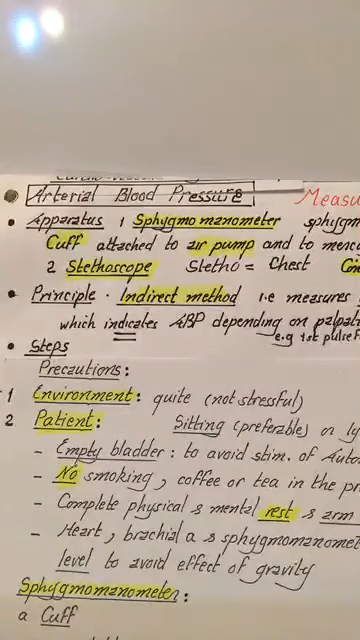 Arterial Blood Pressure
Measu
• Apparatus 1 Sphygmomanometer sphygm
Cuff attached to air pump and to merc
2 Stethoscope Stetho = Chest
• Principle . Indirect method i.e measures
which indicates ABP depending on palpat
e.g 1st pulse f
• Steps
Precautions:
1 Environment: quite (not stressful)
2 Patient: Sitting (preferable) or ly
- Empty bladder: to avoid stim. of Auto
- No smoking, coffee or tea in the pr
- Complete physical & mental rest & arm
- Heart, brachial a & sphygmomanomet
level to avoid effect of gravity
Sphygmomanometer:
a Cuff